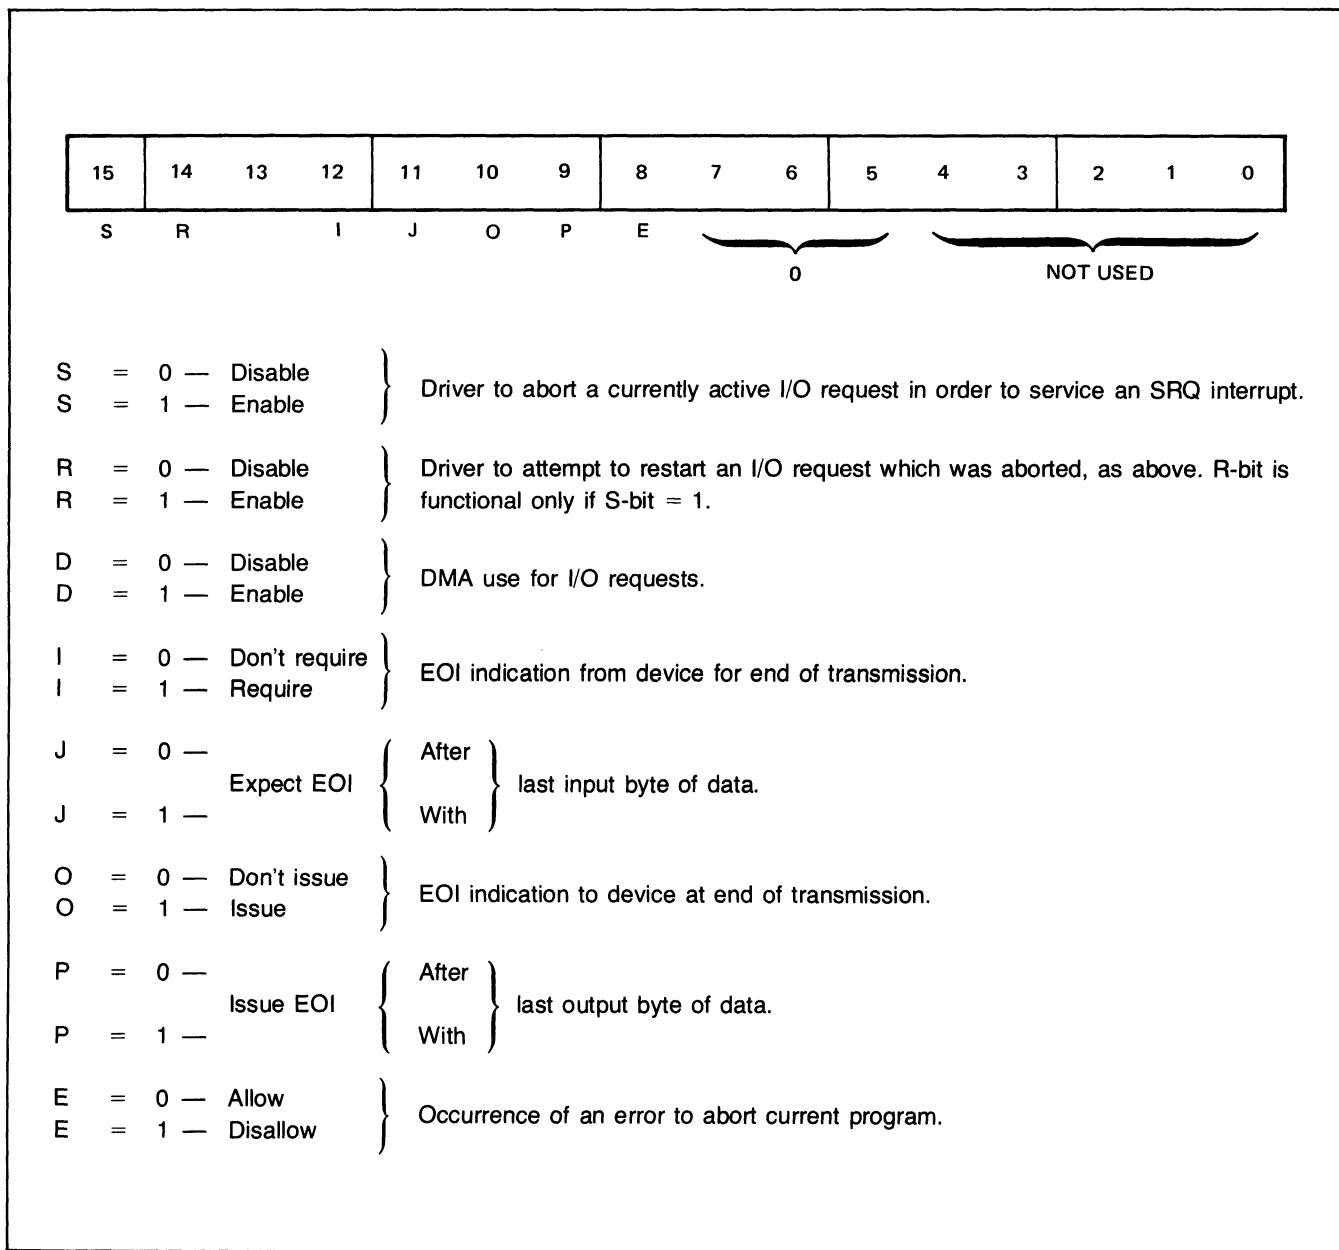 15 14 13 12 11 10 9 8 7 6 5 4 3 2 1 0
S R I J O P E
0 NOT USED
S = 0 — Disable
S = 1 — Enable
Driver to abort a currently active I/O request in order to service an SRQ interrupt.
R = 0 — Disable
R = 1 — Enable
Driver to attempt to restart an I/O request which was aborted, as above. R-bit is
functional only if S-bit = 1.
D = 0 — Disable
D = 1 — Enable
DMA use for I/O requests.
I = 0 — Don't require
I = 1 — Require
EOI indication from device for end of transmission.
J = 0 —
Expect EOI
J = 1 —
After
With
last input byte of data.
O = 0 — Don't issue
O = 1 — Issue
EOI indication to device at end of transmission.
P = 0 —
Issue EOI
P = 1 —
After
With
last output byte of data.
E = 0 — Allow
E = 1 — Disallow
Occurrence of an error to abort current program.